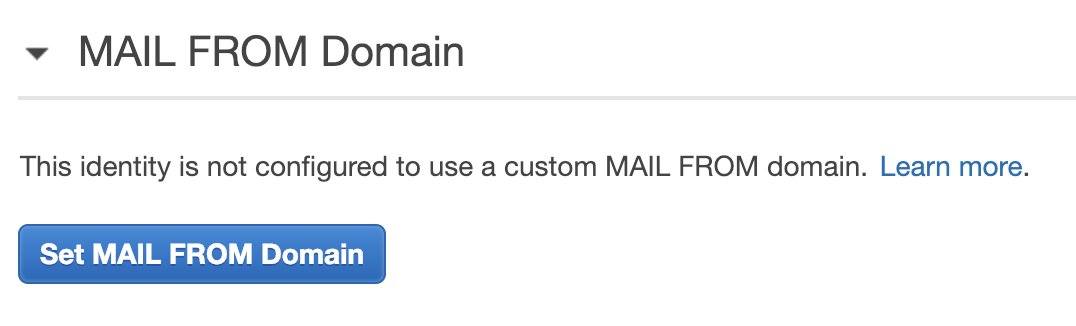 MAIL FROM Domain
This identity is not configured to use a custom MAIL FROM domain. Learn more.
Set MAIL FROM Domain